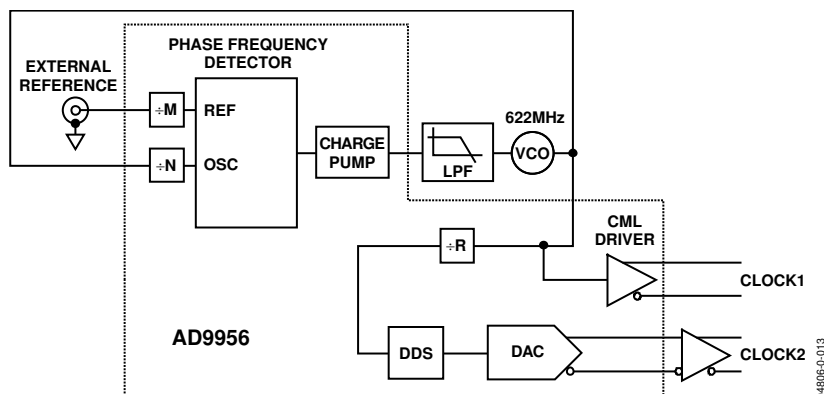 PHASE FREQUENCY
DETECTOR
EXTERNAL
REFERENCE
÷M
REF
÷N
OSC
CHARGE
PUMP
LPF
622MHz
VCO
÷R
CML
DRIVER
CLOCK1
AD9956
DDS
DAC
CLOCK2
4806-0-013